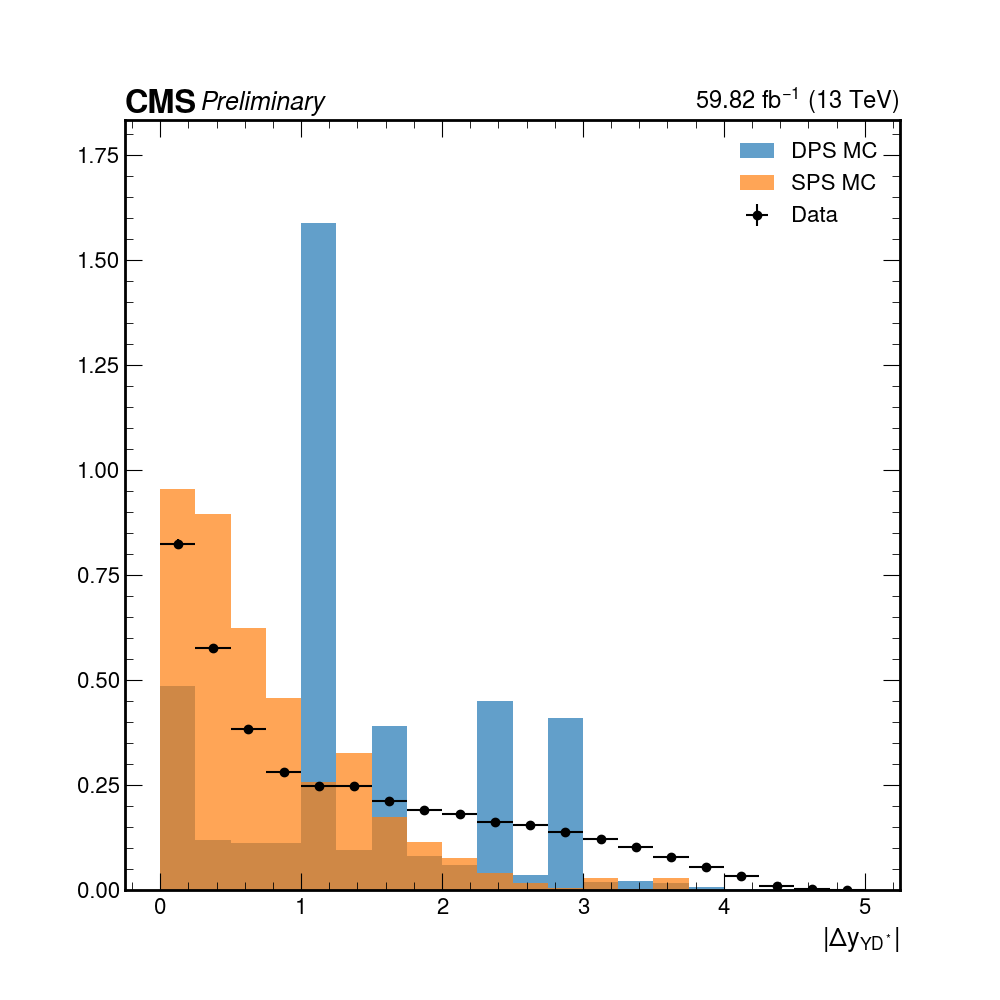 CMS Preliminary 59.82 fb⁻¹ (13 TeV)
DPS MC
SPS MC
Data
1.75
1.50
1.25
1.00
0.75
0.50
0.25
0.00
0 1 2 3 4 5
|Δy_YD*|